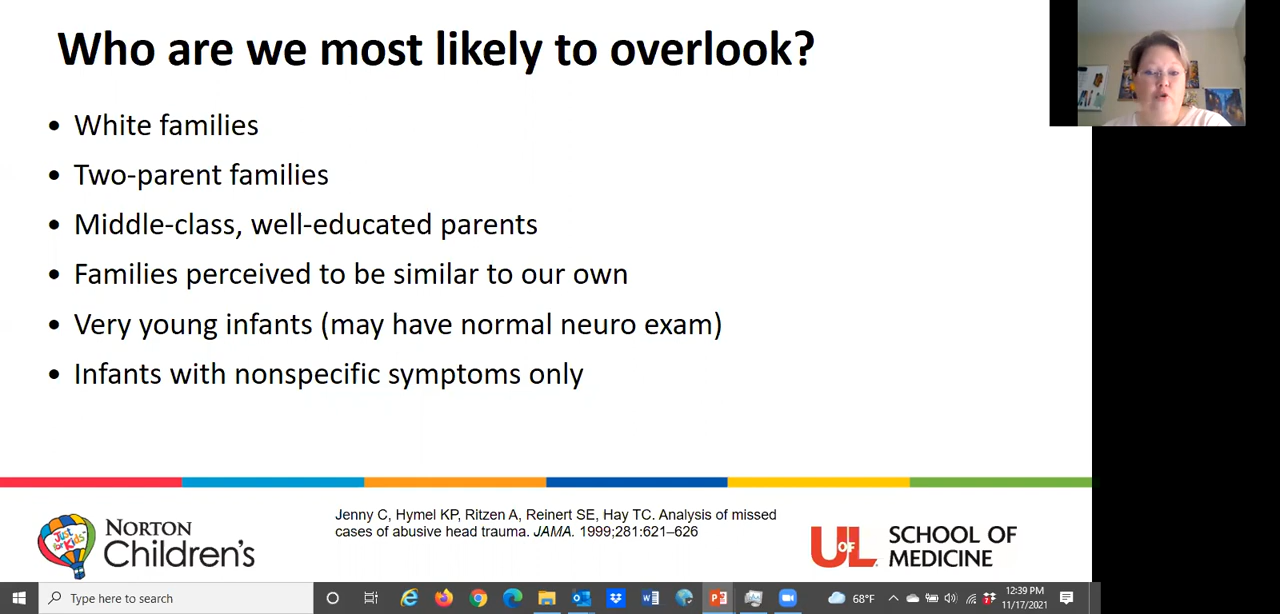 Who are we most likely to overlook?
• White families
• Two-parent families
• Middle-class, well-educated parents
• Families perceived to be similar to our own
• Very young infants (may have normal neuro exam)
• Infants with nonspecific symptoms only
Just for Kids
NORTON
Children's
Jenny C, Hymel KP, Ritzen A, Reinert SE, Hay TC. Analysis of missed
cases of abusive head trauma. JAMA. 1999;281:621–626
UofL
SCHOOL OF
MEDICINE
Type here to search
68°F
12:39 PM
11/17/2021